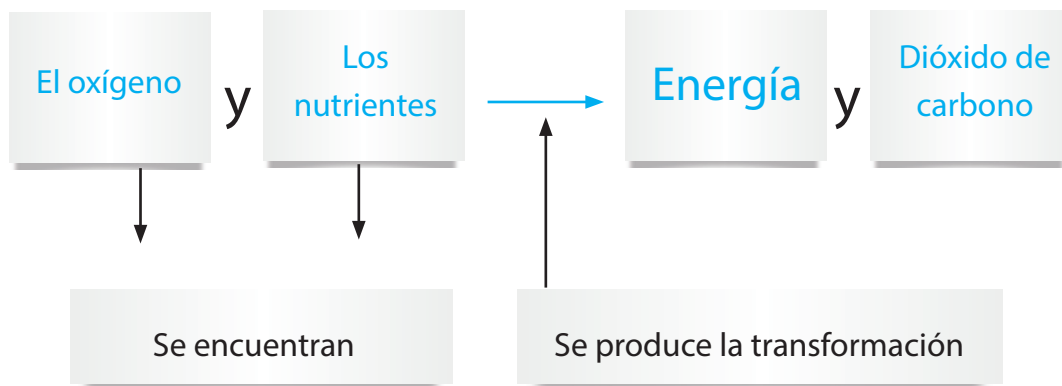 El oxígeno
y
Los
nutrientes
Energía
y
Dióxido de
carbono
Se encuentran
Se produce la transformación